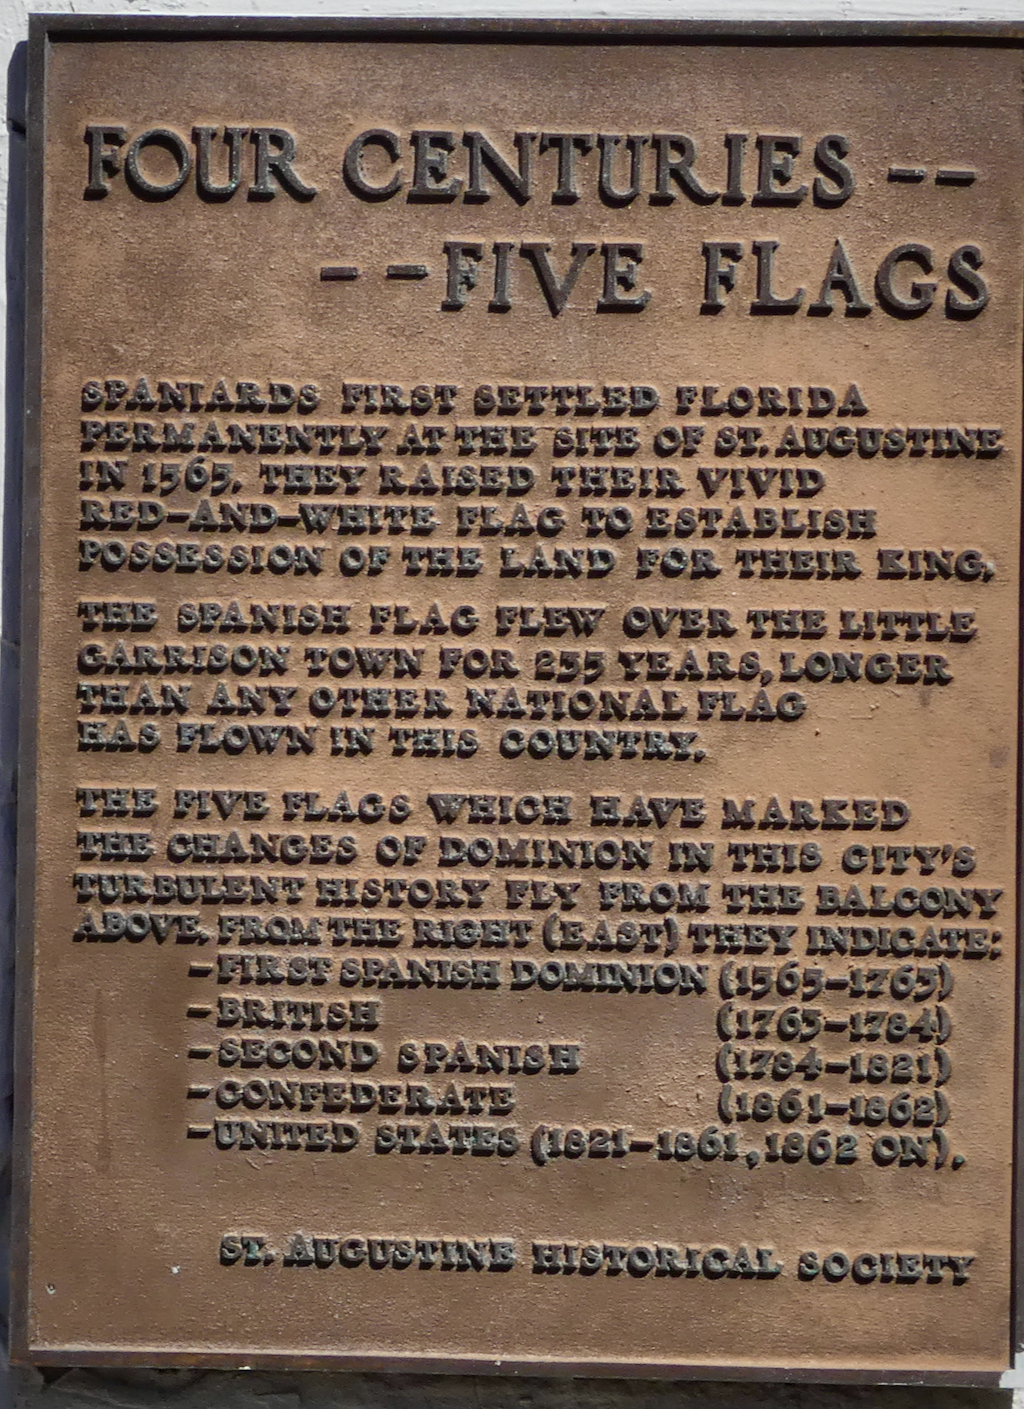 FOUR CENTURIES --
-- FIVE FLAGS
SPANIARDS FIRST SETTLED FLORIDA
PERMANENTLY AT THE SITE OF ST. AUGUSTINE
IN 1565. THEY RAISED THEIR VIVID
RED-AND-WHITE FLAG TO ESTABLISH
POSSESSION OF THE LAND FOR THEIR KING.
THE SPANISH FLAG FLEW OVER THE LITTLE
GARRISON TOWN FOR 235 YEARS, LONGER
THAN ANY OTHER NATIONAL FLAG
HAS FLOWN IN THIS COUNTRY.
THE FIVE FLAGS WHICH HAVE MARKED
THE CHANGES OF DOMINION IN THIS CITY'S
TURBULENT HISTORY FLY FROM THE BALCONY
ABOVE. FROM THE RIGHT (EAST) THEY INDICATE:
-FIRST SPANISH DOMINION (1565-1763)
-BRITISH (1763-1784)
-SECOND SPANISH (1784-1821)
-CONFEDERATE (1861-1862)
-UNITED STATES (1821-1861, 1862 ON).
ST. AUGUSTINE HISTORICAL SOCIETY